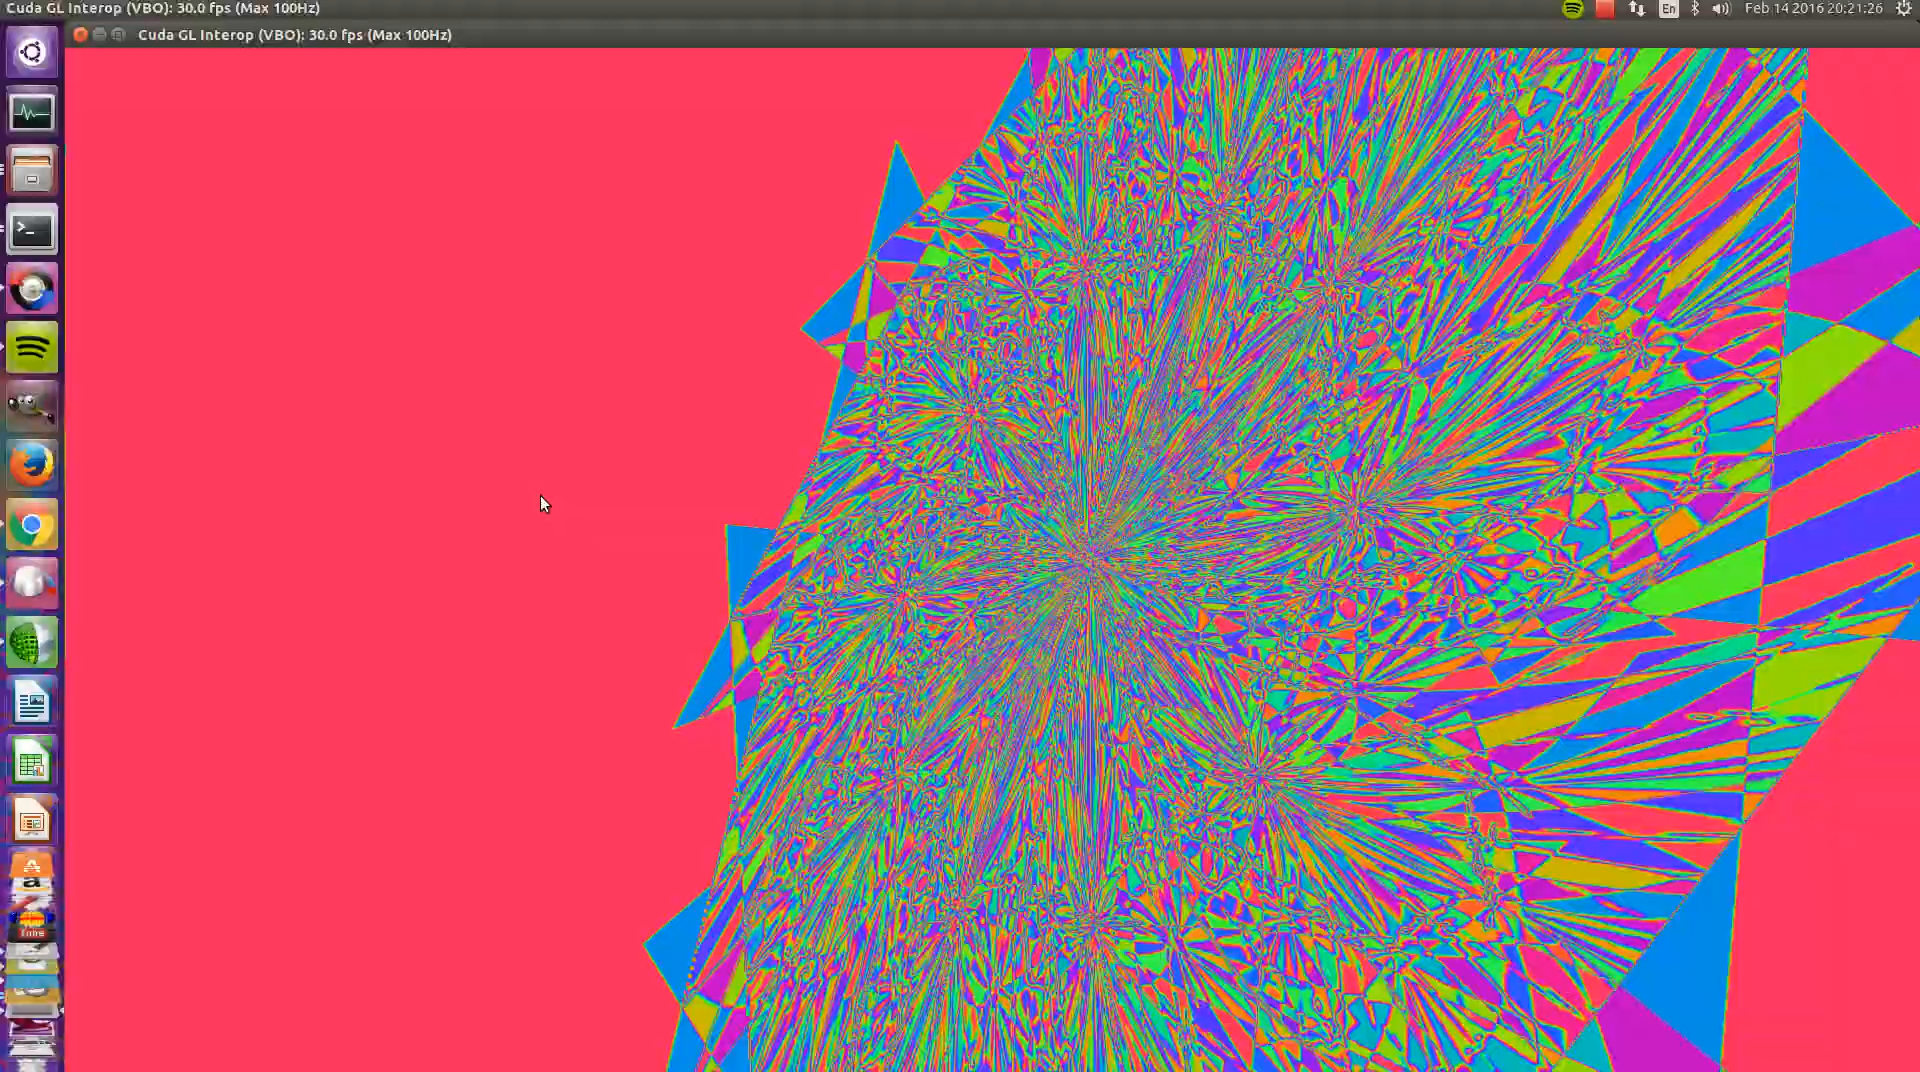 Cuda GL Interop (VBO): 30.0 fps (Max 100Hz)
En
Feb 14 2016 20:21:26
Cuda GL Interop (VBO): 30.0 fps (Max 100Hz)
>_
a
Tube